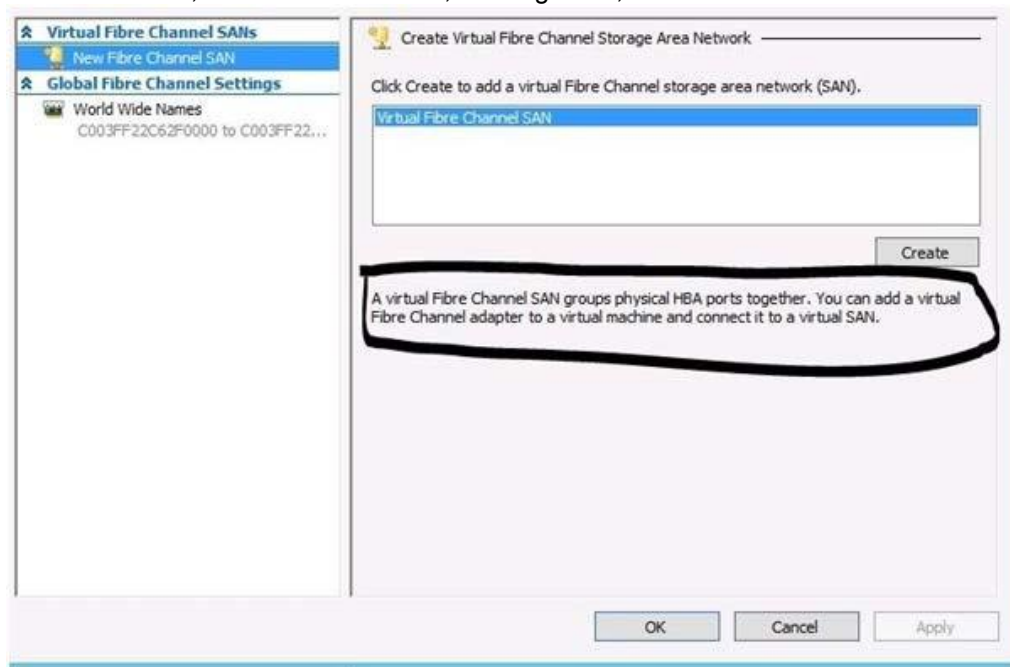 Virtual Fibre Channel SANs
New Fibre Channel SAN
Global Fibre Channel Settings
World Wide Names
C003FF22C62F0000 to C003FF22...
Create Virtual Fibre Channel Storage Area Network
Click Create to add a virtual Fibre Channel storage area network (SAN).
Virtual Fibre Channel SAN
Create
A virtual Fibre Channel SAN groups physical HBA ports together. You can add a virtual
Fibre Channel adapter to a virtual machine and connect it to a virtual SAN.
OK
Cancel
Apply